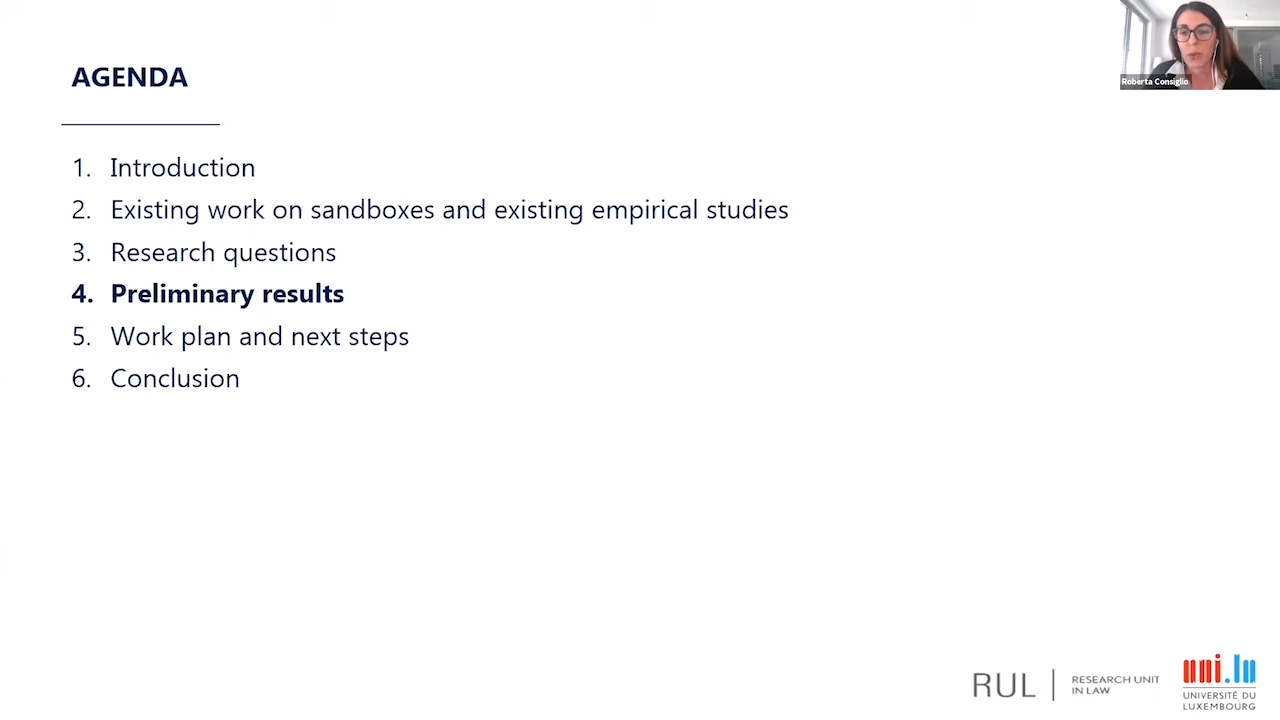 AGENDA
Roberta Consiglio
1. Introduction
2. Existing work on sandboxes and existing empirical studies
3. Research questions
4. Preliminary results
5. Work plan and next steps
6. Conclusion
RUL
RESEARCH UNIT
IN LAW
uni.lu
UNIVERSITÉ DU
LUXEMBOURG